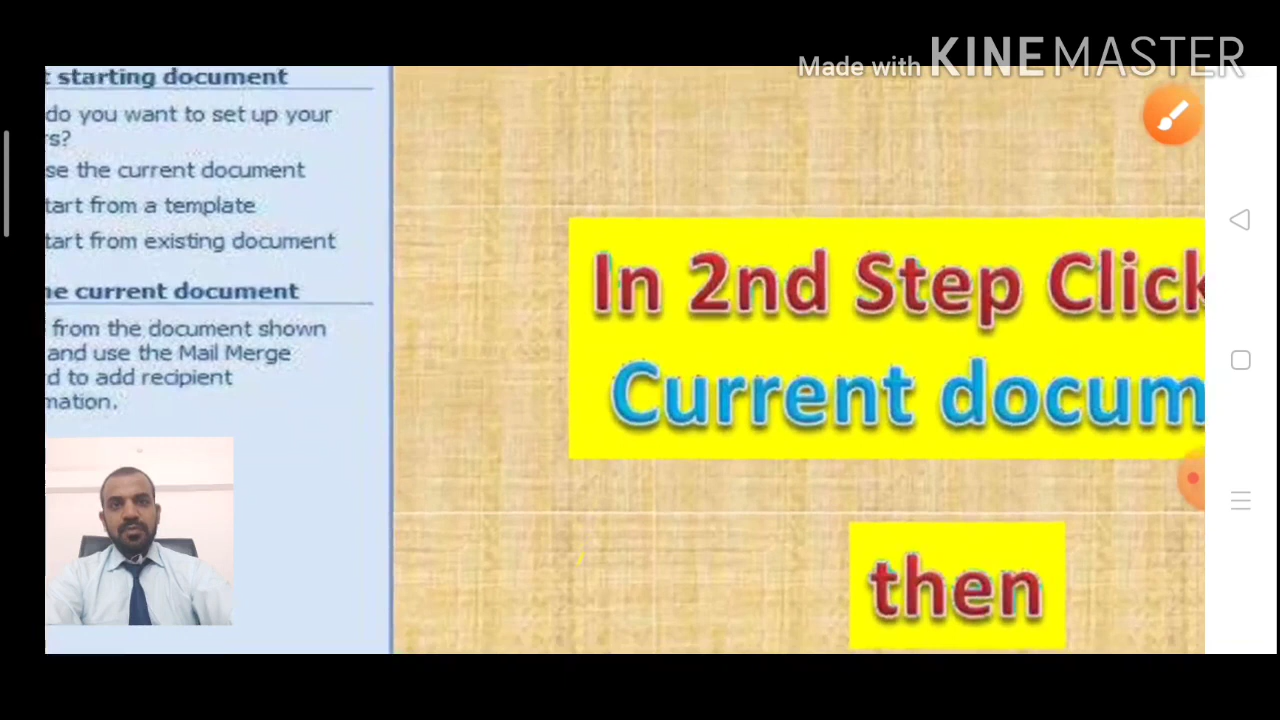 Made with KINEMASTER
t starting document
do you want to set up your
rs?
se the current document
tart from a template
tart from existing document
he current document
from the document shown
and use the Mail Merge
rd to add recipient
mation.
In 2nd Step Click
Current docum
then